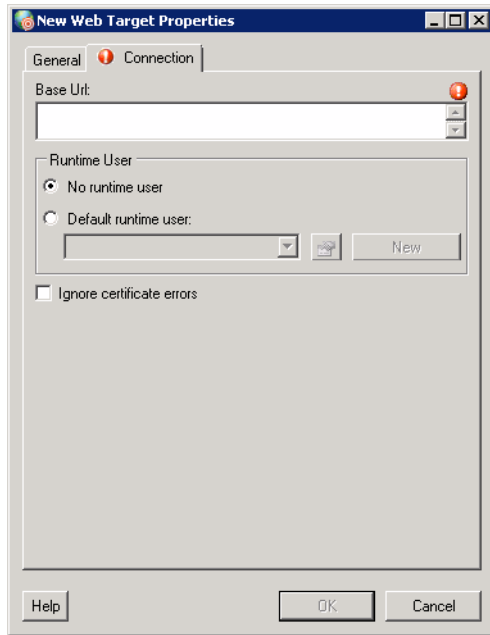 New Web Target Properties
General
Connection
Base Url:
Runtime User
No runtime user
Default runtime user:
New
Ignore certificate errors
Help
OK
Cancel